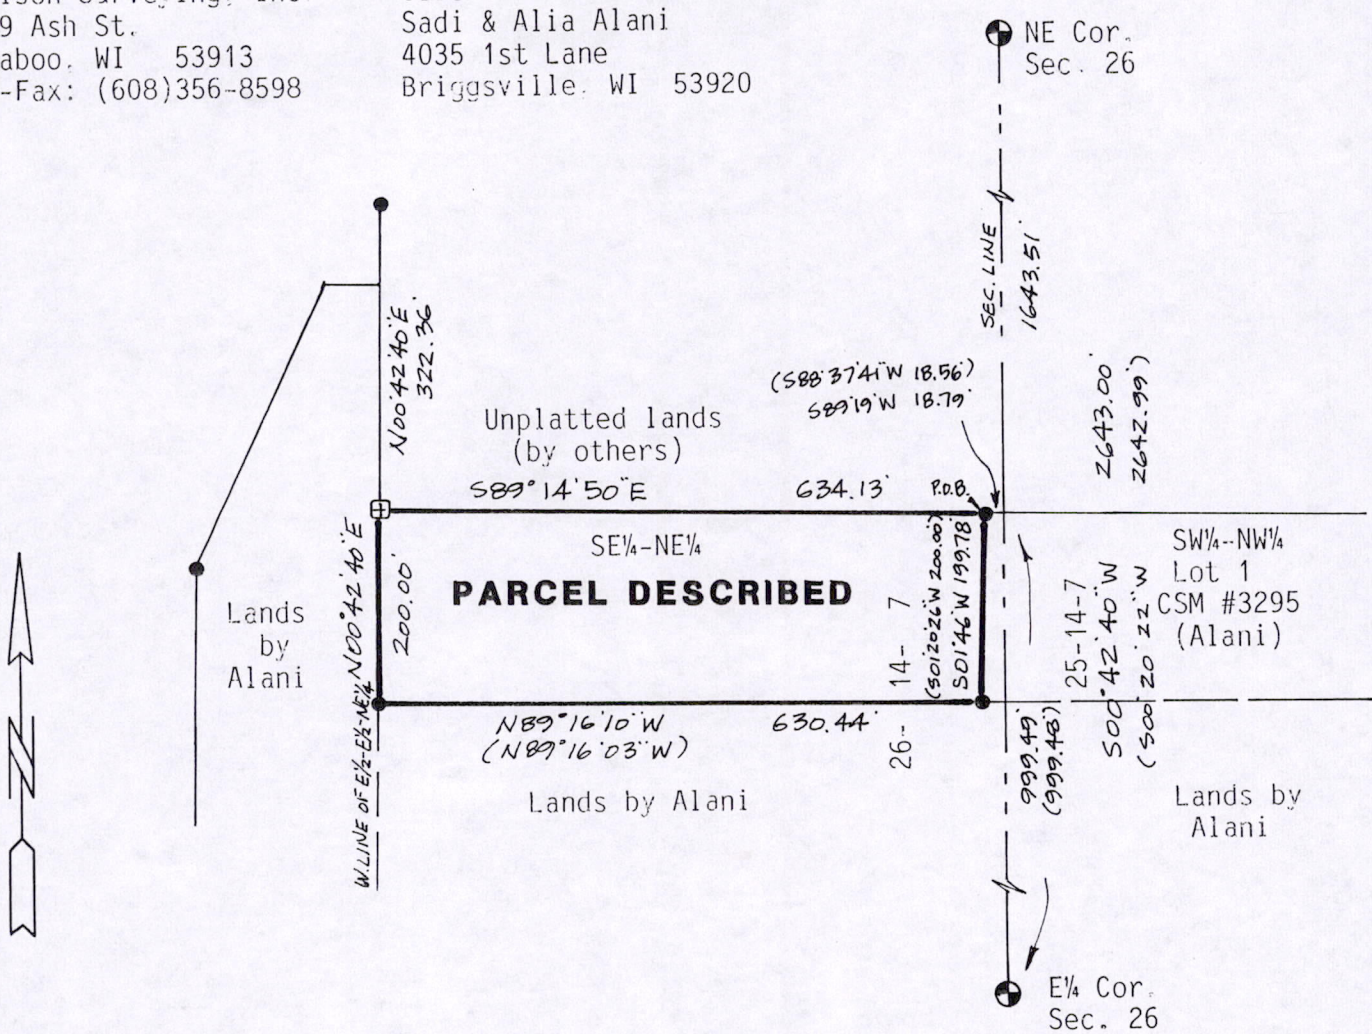 9 Ash St.
aboo, WI 53913
-Fax: (608)356-8598
Sadi & Alia Alani
4035 1st Lane
Briggsville, WI 53920
NE Cor.
Sec. 26
SEC. LINE
1643.51'
N00°42'40"E
322.36'
(S88°37'41"W 18.56')
S89°19'W 18.79'
2643.00'
2642.99')
Unplatted lands
(by others)
S89°14'50"E 634.13'
P.O.B.
SE¼-NE¼
PARCEL DESCRIBED
N00°42'40"E
200.00'
Lands
by
Alani
(S01°20'26"W 200.00')
S01°46'W 199.78'
26- 14- 7
SW¼-NW¼
Lot 1
CSM #3295
(Alani)
25-14-7
S00°42'40"W
(S00°20'22"W
N89°16'10"W 630.44'
(N89°16'03"W)
999.49'
(999.48')
W. LINE OF E½-E½-NE¼
Lands by Alani
Lands by
Alani
N
E¼ Cor.
Sec. 26